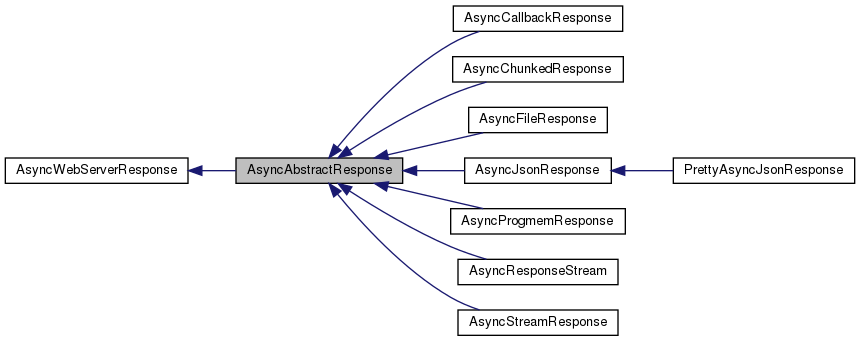 AsyncCallbackResponse
AsyncChunkedResponse
AsyncFileResponse
AsyncWebServerResponse
AsyncAbstractResponse
AsyncJsonResponse
PrettyAsyncJsonResponse
AsyncProgmemResponse
AsyncResponseStream
AsyncStreamResponse